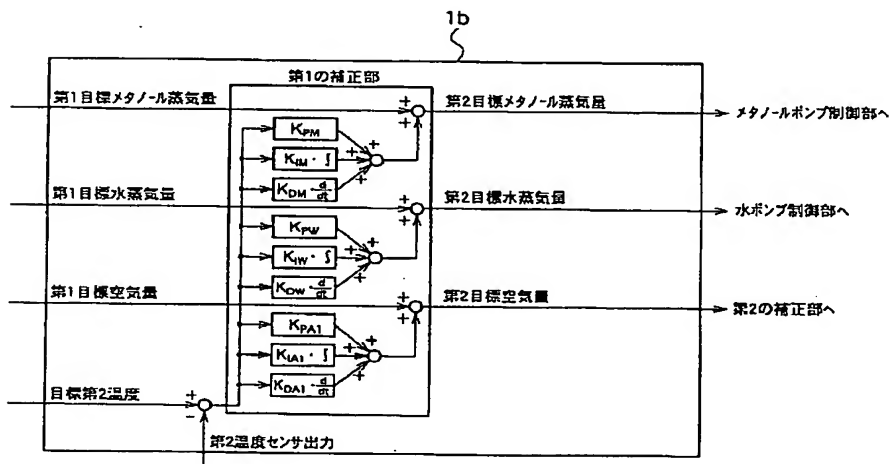 1b
第1の補正部
第1目標メタノール蒸気量
第2目標メタノール蒸気量
メタノールポンプ制御部へ
KPM
KIM・∫
KDM・d/dt
第1目標水蒸気量
第2目標水蒸気量
水ポンプ制御部へ
KPW
KIW・∫
KDW・d/dt
第1目標空気量
第2目標空気量
第2の補正部へ
KPA1
KIA1・∫
KDA1・d/dt
目標第2温度
第2温度センサ出力